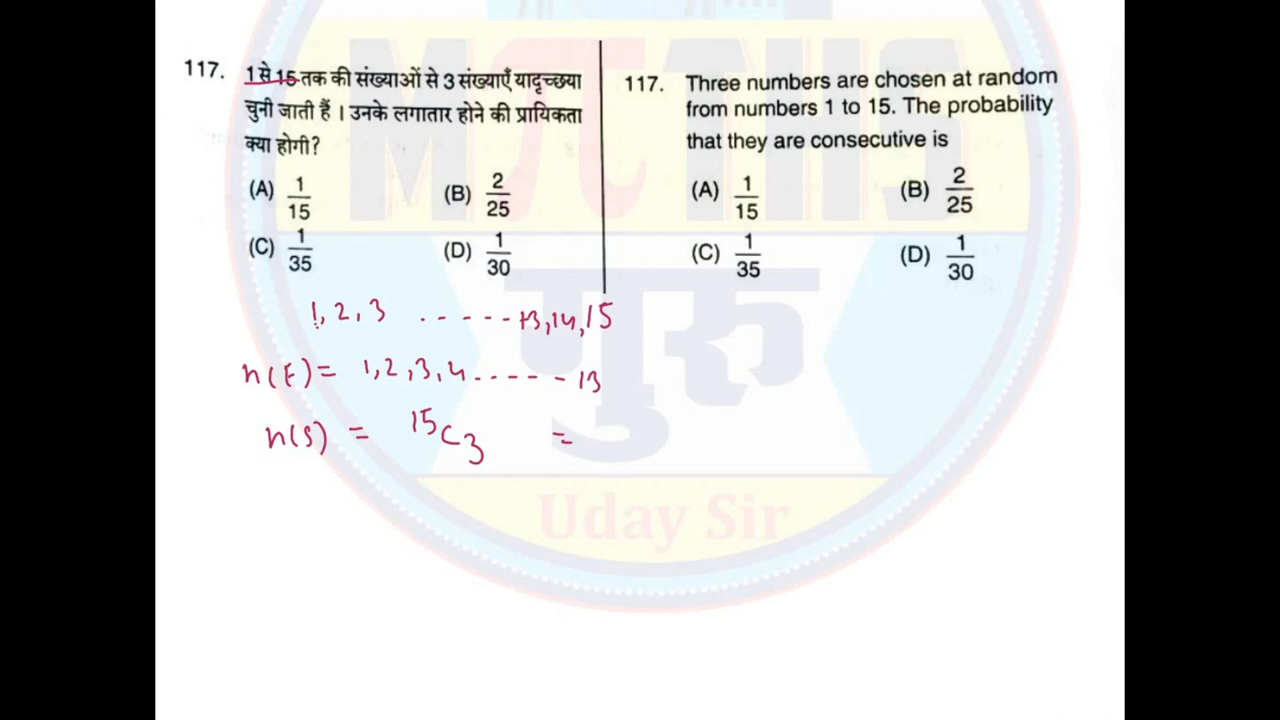 117. 1 से 15 तक की संख्याओं से 3 संख्याएँ यादृच्छया
चुनी जाती हैं । उनके लगातार होने की प्रायिकता
क्या होगी?
(A) 1/15 (B) 2/25
(C) 1/35 (D) 1/30
117. Three numbers are chosen at random
from numbers 1 to 15. The probability
that they are consecutive is
(A) 1/15 (B) 2/25
(C) 1/35 (D) 1/30
1, 2, 3 ------ 13, 14, 15
n(E) = 1, 2, 3, 4 ------ 13
n(S) = ¹⁵C₃ =
MπTHS
गुरु
Uday Sir